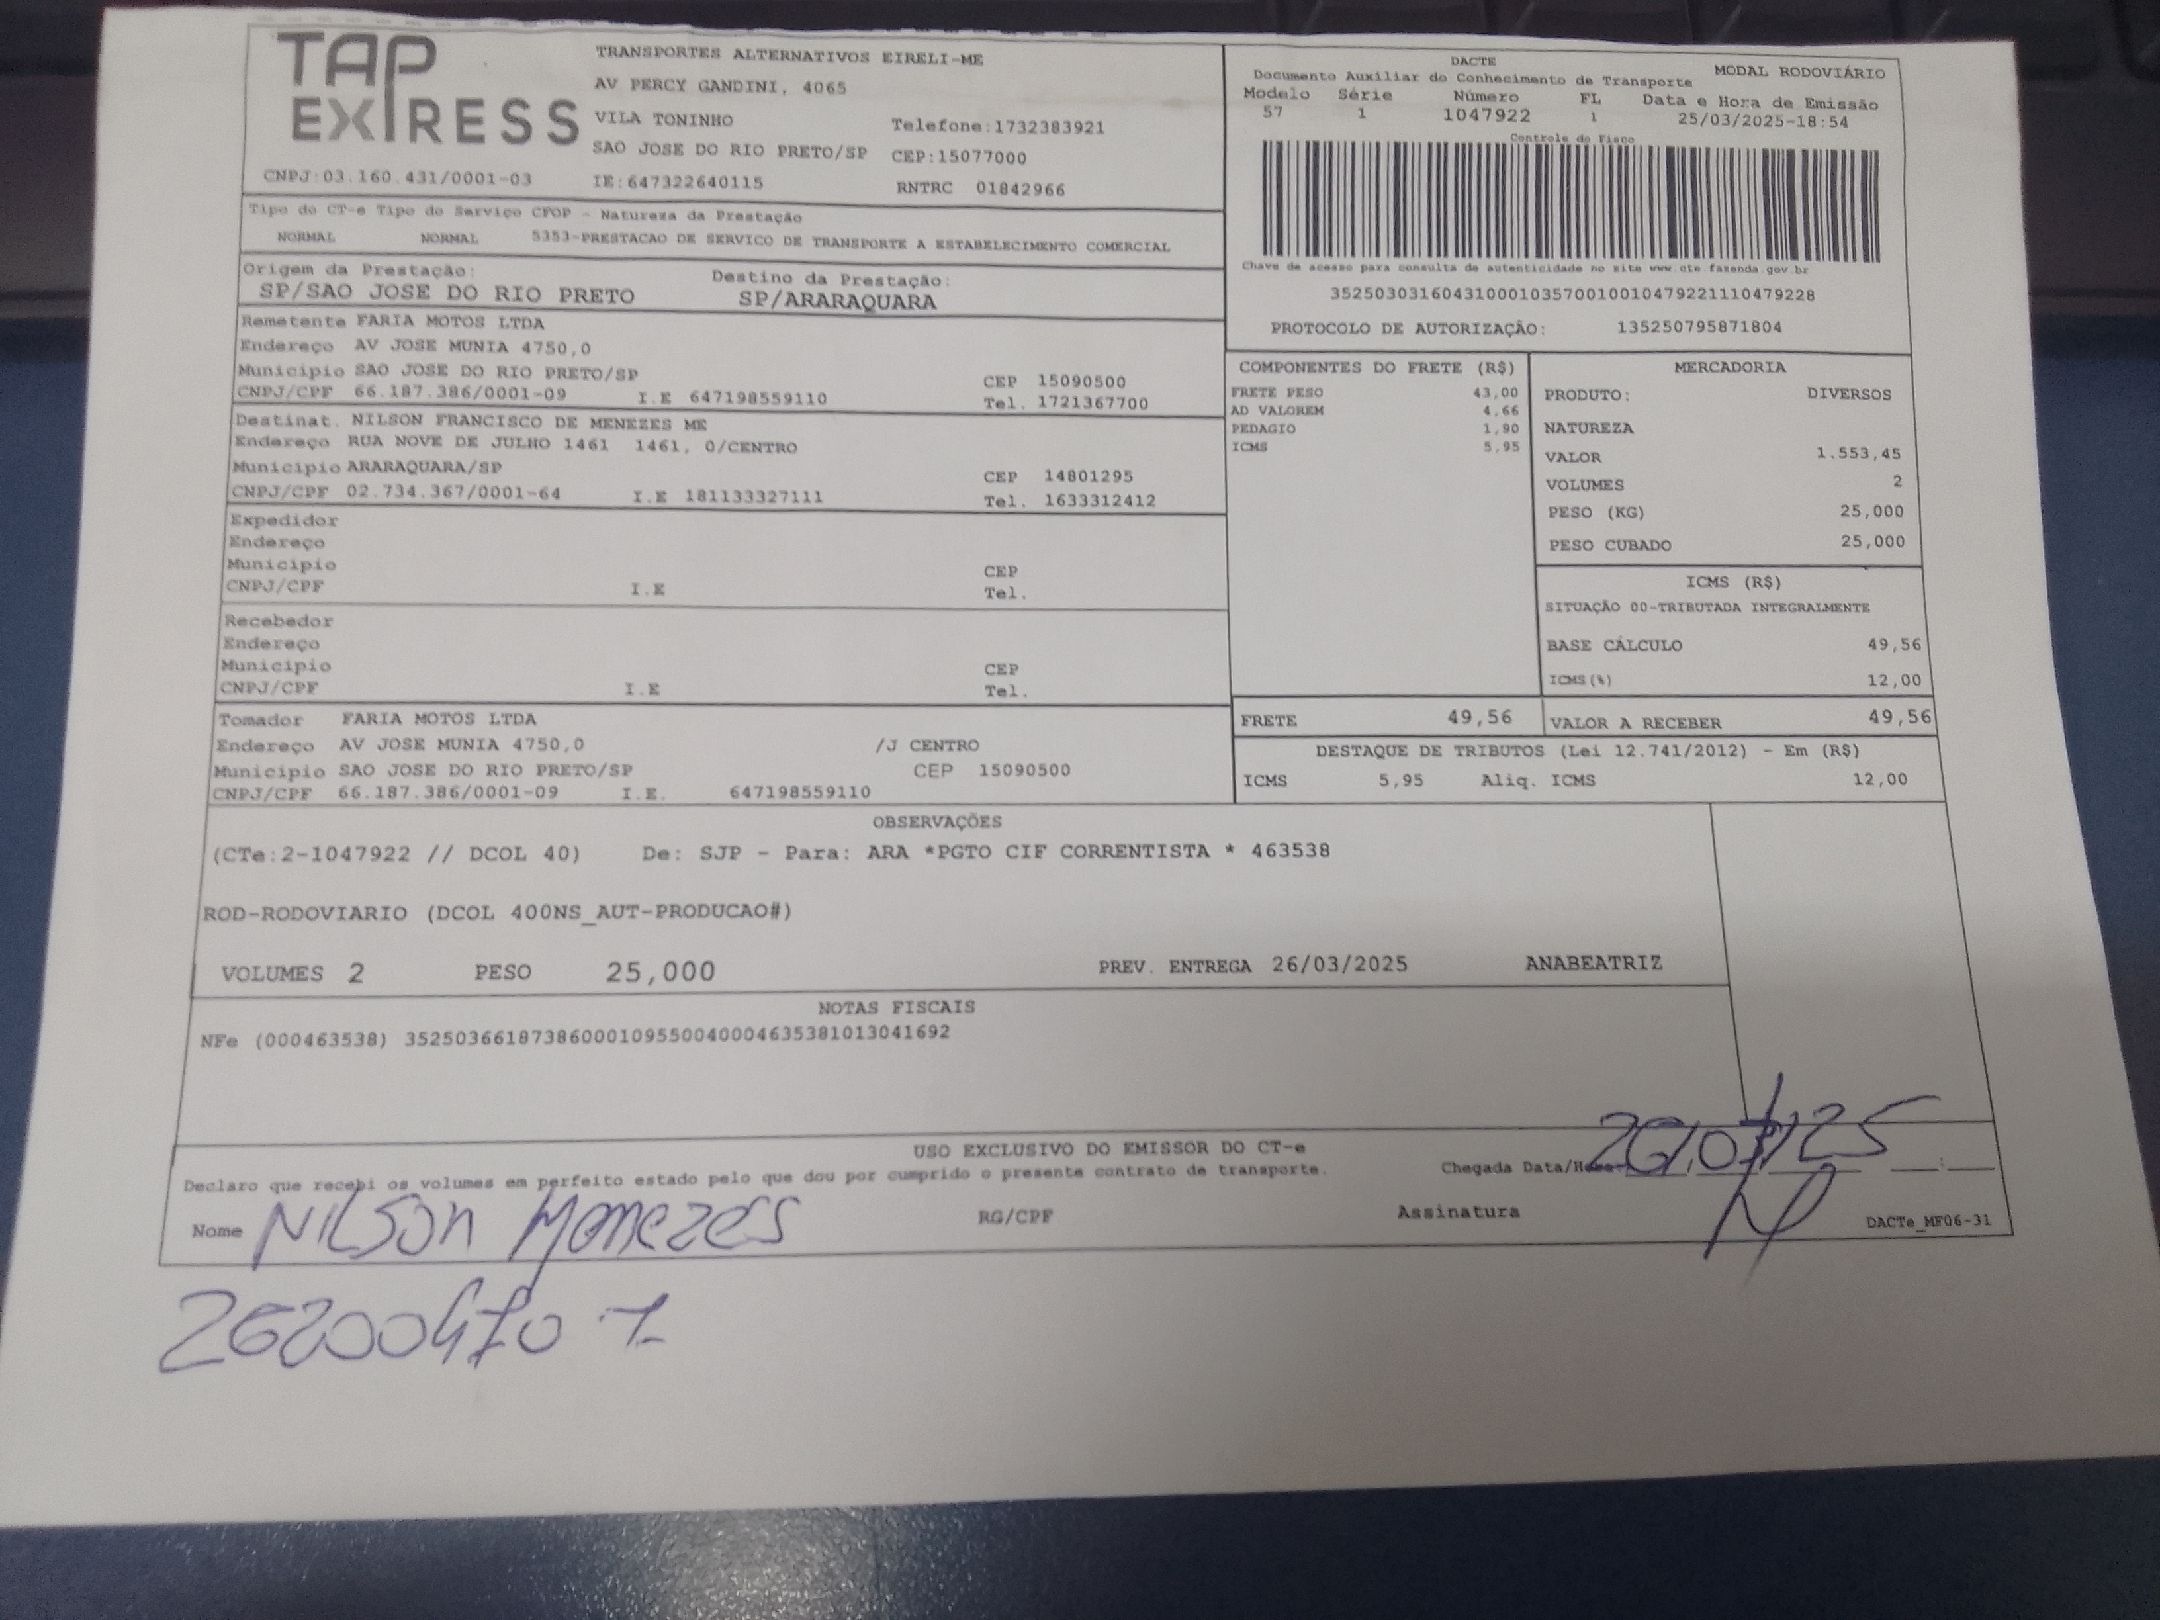 TAP EXPRESS
TRANSPORTES ALTERNATIVOS EIRELI-ME
AV PERCY GANDINI, 4065
VILA TONINHO Telefone:1732383921
SAO JOSE DO RIO PRETO/SP CEP:15077000
CNPJ:03.160.431/0001-03 IE:647322640115 RNTRC 01842966
DACTE
Documento Auxiliar do Conhecimento de Transporte MODAL RODOVIÁRIO
Modelo Série Número FL Data e Hora de Emissão
57 1 1047922 1 25/03/2025-18:54
Controle do Fisco
Chave de acesso para consulta de autenticidade no site www.cte.fazenda.gov.br
35250303160431000103570010010479221110479228
PROTOCOLO DE AUTORIZAÇÃO: 135250795871804
Tipo do CT-e Tipo do Serviço CFOP - Natureza da Prestação
NORMAL NORMAL 5353-PRESTACAO DE SERVICO DE TRANSPORTE A ESTABELECIMENTO COMERCIAL
Origem da Prestação: Destino da Prestação:
SP/SAO JOSE DO RIO PRETO SP/ARARAQUARA
Remetente FARIA MOTOS LTDA
Endereço AV JOSE MUNIA 4750,0
Municipio SAO JOSE DO RIO PRETO/SP CEP 15090500
CNPJ/CPF 66.187.386/0001-09 I.E 647198559110 Tel. 1721367700
Destinat. NILSON FRANCISCO DE MENEZES ME
Endereço RUA NOVE DE JULHO 1461 1461, 0/CENTRO
Municipio ARARAQUARA/SP CEP 14801295
CNPJ/CPF 02.734.367/0001-64 I.E 181133327111 Tel. 1633312412
Expedidor
Endereço
Municipio CEP
CNPJ/CPF I.E Tel.
Recebedor
Endereço
Municipio CEP
CNPJ/CPF I.E Tel.
Tomador FARIA MOTOS LTDA
Endereço AV JOSE MUNIA 4750,0 /J CENTRO
Municipio SAO JOSE DO RIO PRETO/SP CEP 15090500
CNPJ/CPF 66.187.386/0001-09 I.E. 647198559110
COMPONENTES DO FRETE (R$)
FRETE PESO 43,00
AD VALOREM 4,66
PEDAGIO 1,90
ICMS 5,95
MERCADORIA
PRODUTO: DIVERSOS
NATUREZA
VALOR 1.553,45
VOLUMES 2
PESO (KG) 25,000
PESO CUBADO 25,000
ICMS (R$)
SITUAÇÃO 00-TRIBUTADA INTEGRALMENTE
BASE CÁLCULO 49,56
ICMS(%) 12,00
FRETE 49,56 VALOR A RECEBER 49,56
DESTAQUE DE TRIBUTOS (Lei 12.741/2012) - Em (R$)
ICMS 5,95 Aliq. ICMS 12,00
OBSERVAÇÕES
(CTe:2-1047922 // DCOL 40) De: SJP - Para: ARA *PGTO CIF CORRENTISTA * 463538
ROD-RODOVIARIO (DCOL 400NS_AUT-PRODUCAO#)
VOLUMES 2 PESO 25,000 PREV. ENTREGA 26/03/2025 ANABEATRIZ
NOTAS FISCAIS
NFe (000463538) 35250366187386000109550040004635381013041692
USO EXCLUSIVO DO EMISSOR DO CT-e
Declaro que recebi os volumes em perfeito estado pelo que dou por cumprido o presente contrato de transporte. Chegada Data/Hora 26/03/25 __:__
Nome NILSON MENEZES RG/CPF Assinatura DACTe_MF06-31